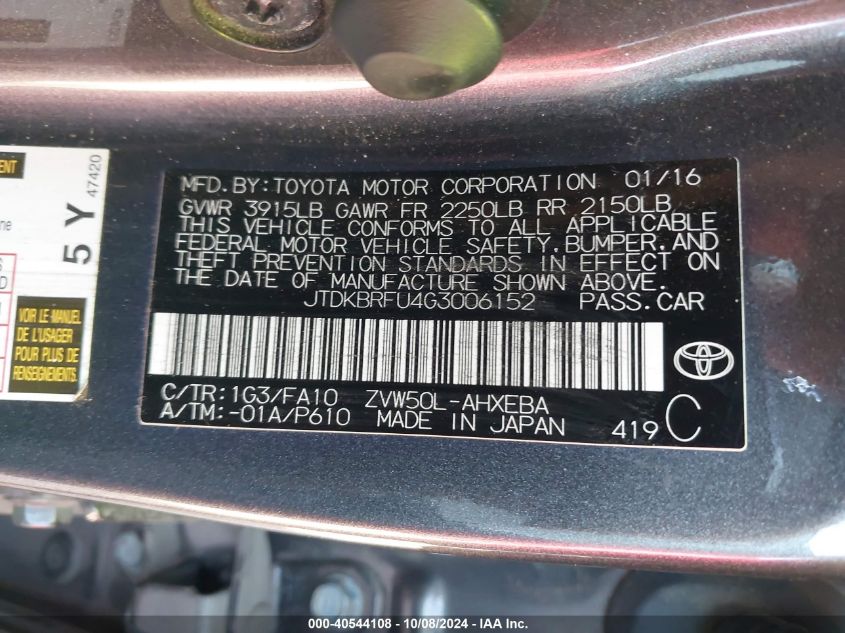 MENT
5 Y
47420
VOIR LE MANUEL
DE L'USAGER
POUR PLUS DE
RENSEIGNEMENTS
MFD.BY:TOYOTA MOTOR CORPORATION 01/16
GVWR 3915LB GAWR FR 2250LB RR 2150LB
THIS VEHICLE CONFORMS TO ALL APPLICABLE
FEDERAL MOTOR VEHICLE SAFETY,BUMPER,AND
THEFT PREVENTION STANDARDS IN EFFECT ON
THE DATE OF MANUFACTURE SHOWN ABOVE.
JTDKBRFU4G3006152 PASS.CAR
C/TR:1G3/FA10 ZVW50L-AHXEBA
A/TM:-01A/P610 MADE IN JAPAN 419 C
000-40544108 - 10/08/2024 - © IAA, Inc.